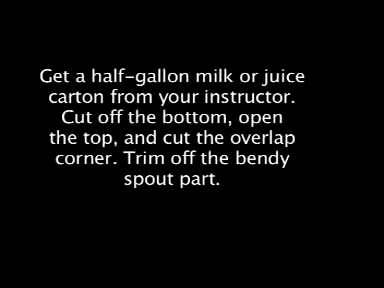 Get a half-gallon milk or juice
carton from your instructor.
Cut off the bottom, open
the top, and cut the overlap
corner. Trim off the bendy
spout part.